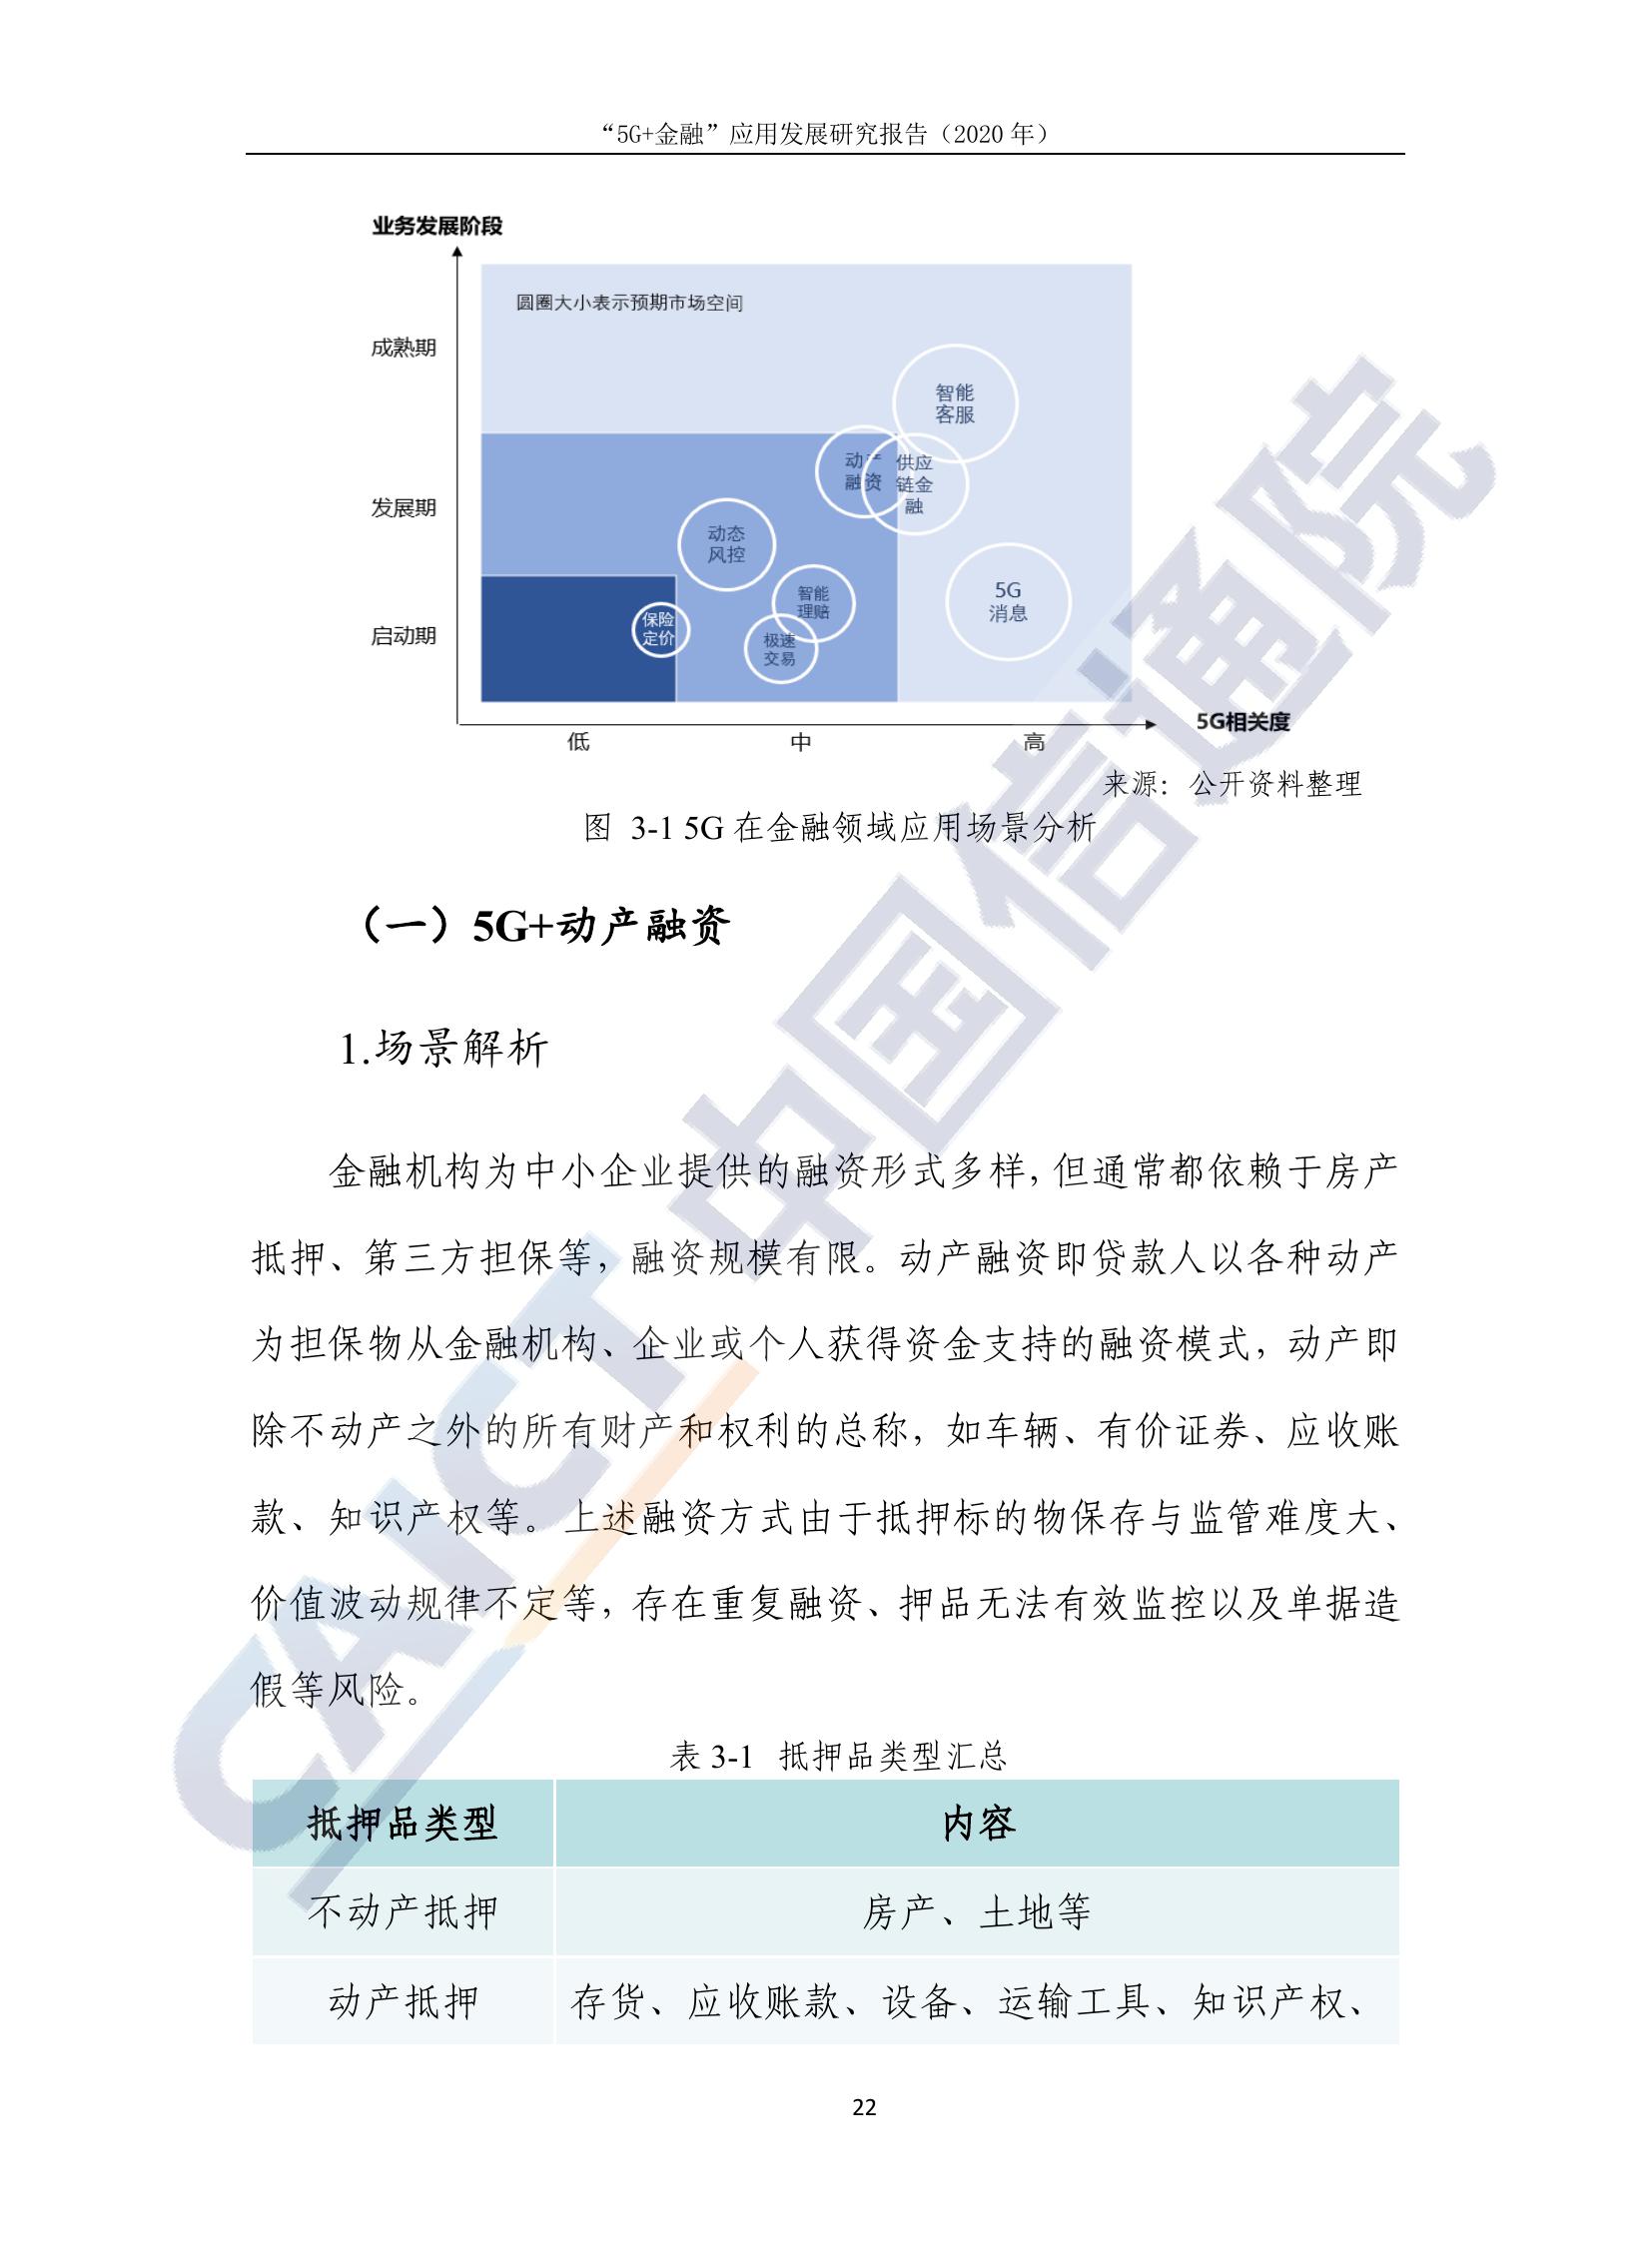 “5G+金融”应用发展研究报告（2020 年）
业务发展阶段
圆圈大小表示预期市场空间
成熟期
智能
客服
动产
融资
供应
链金
融
发展期
动态
风控
智能
理赔
5G
消息
保险
定价
启动期
极速
交易
5G相关度
低
中
高
来源：公开资料整理
图 3-1 5G 在金融领域应用场景分析
（一）5G+动产融资
1.场景解析
金融机构为中小企业提供的融资形式多样，但通常都依赖于房产
抵押、第三方担保等，融资规模有限。动产融资即贷款人以各种动产
为担保物从金融机构、企业或个人获得资金支持的融资模式，动产即
除不动产之外的所有财产和权利的总称，如车辆、有价证券、应收账
款、知识产权等。上述融资方式由于抵押标的物保存与监管难度大、
价值波动规律不定等，存在重复融资、押品无法有效监控以及单据造
假等风险。
表 3-1 抵押品类型汇总
抵押品类型 内容
不动产抵押 房产、土地等
动产抵押 存货、应收账款、设备、运输工具、知识产权、
22
CAICT 中国信通院